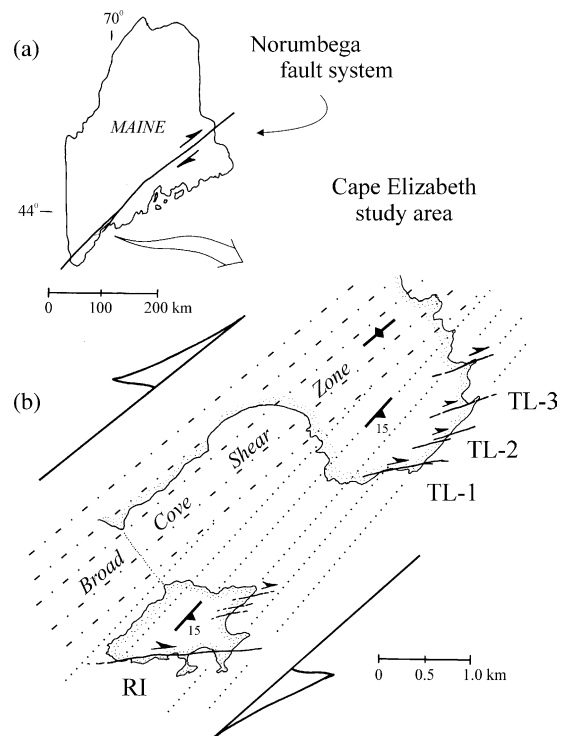 (a)
70°
Norumbega
fault system
MAINE
44°
Cape Elizabeth
study area
0 100 200 km
(b)
Broad Cove Shear Zone
15
TL-3
TL-2
TL-1
15
RI
0 0.5 1.0 km